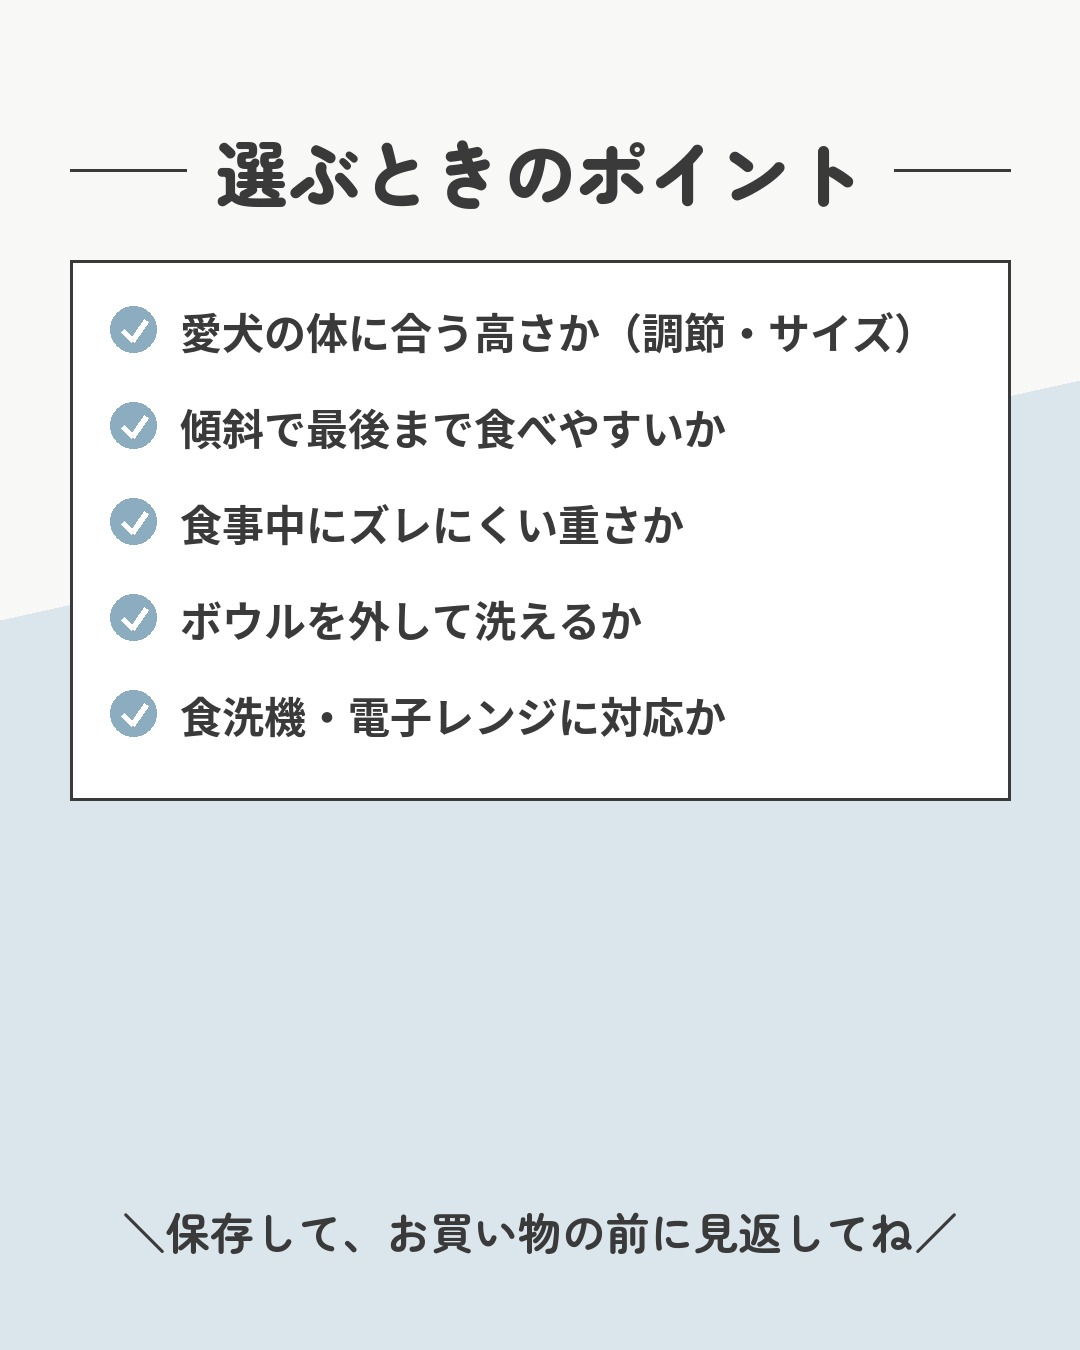 選ぶときのポイント
愛犬の体に合う高さか（調節・サイズ）
傾斜で最後まで食べやすいか
食事中にズレにくい重さか
ボウルを外して洗えるか
食洗機・電子レンジに対応か
＼保存して、お買い物の前に見返してね／